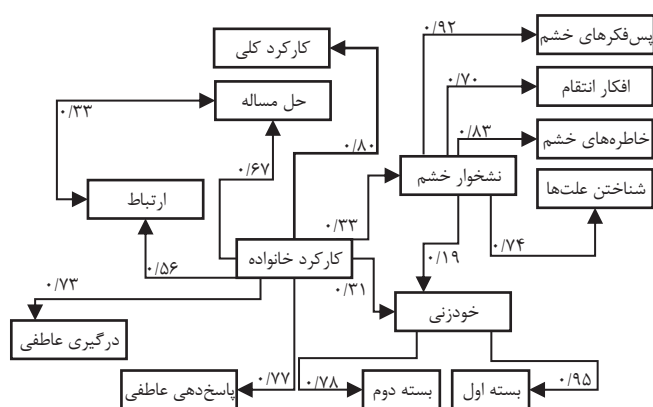 کارکرد کلی
۰/۹۲
پس‌فکرهای خشم
حل مساله
۰/۷۰
افکار انتقام
۰/۳۳
۰/۸۰
۰/۸۳
خاطره‌های خشم
۰/۶۷
نشخوار خشم
شناختن علت‌ها
ارتباط
۰/۳۳
۰/۷۴
۰/۵۶
کارکرد خانواده
۰/۱۹
۰/۷۳
۰/۳۱
خودزنی
درگیری عاطفی
۰/۷۷
۰/۷۸
۰/۹۵
پاسخ‌دهی عاطفی
بسته دوم
بسته اول